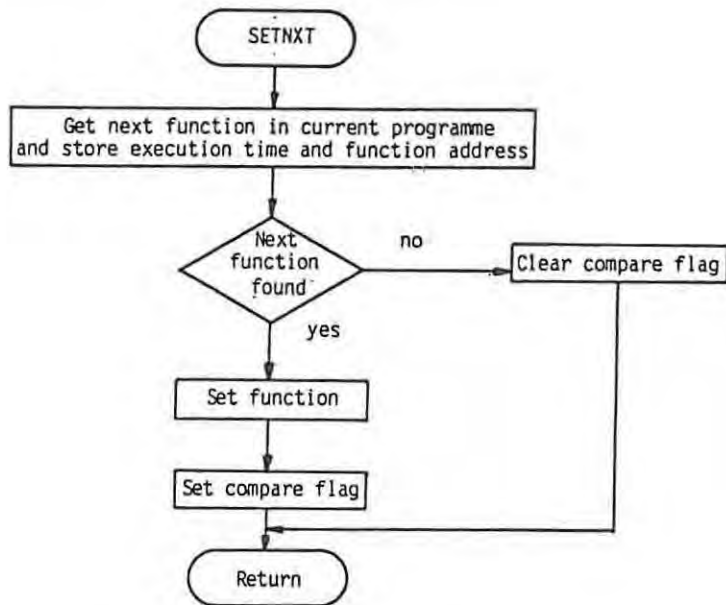 SETNXT
Get next function in current programme
and store execution time and function address
Next
function
found
no
Clear compare flag
yes
Set function
Set compare flag
Return